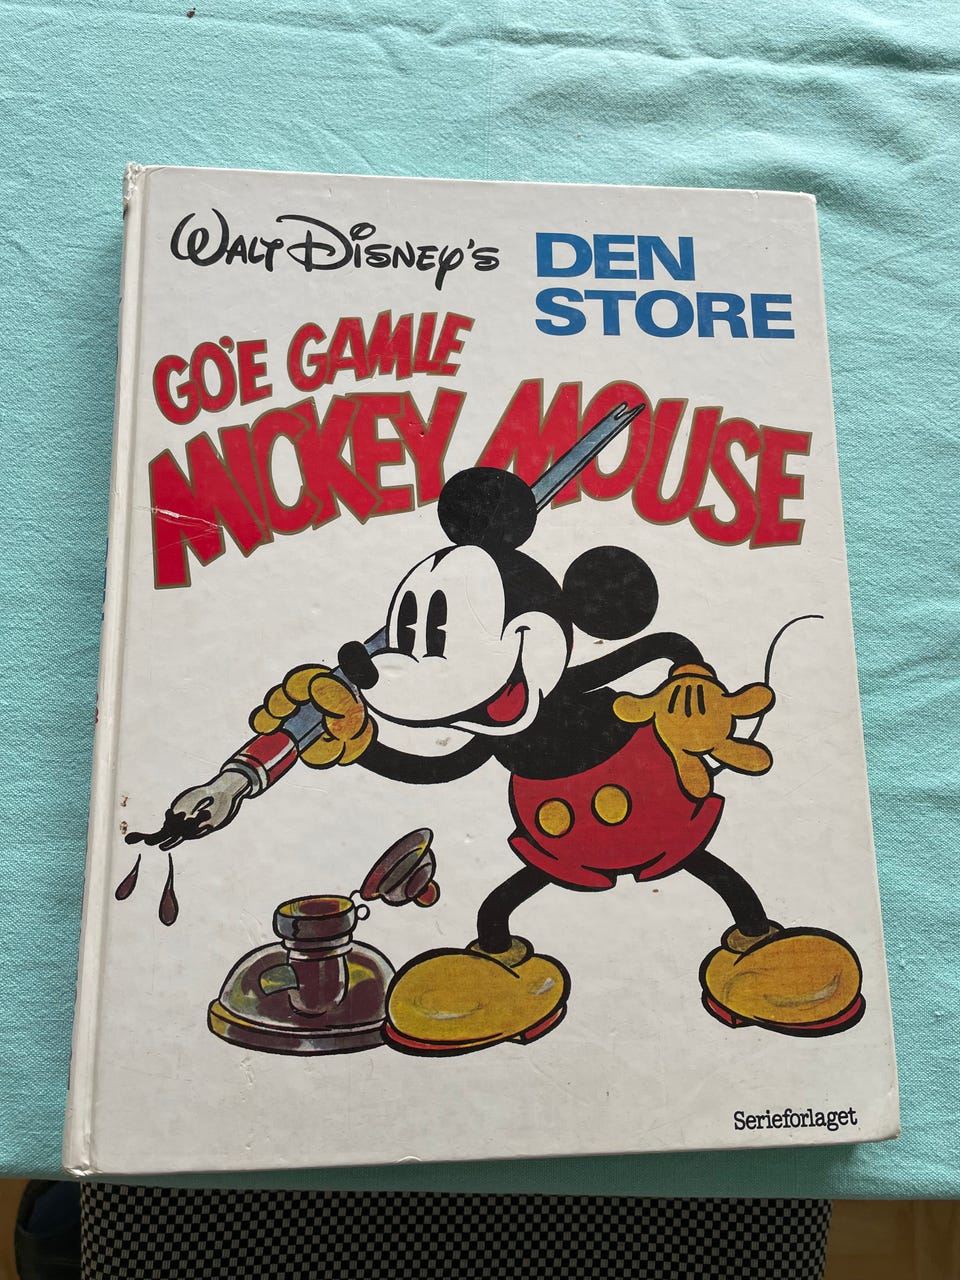 WALT DISNEY'S
DEN
STORE
GO'E GAMLE
MICKEY MOUSE
Serieforlaget